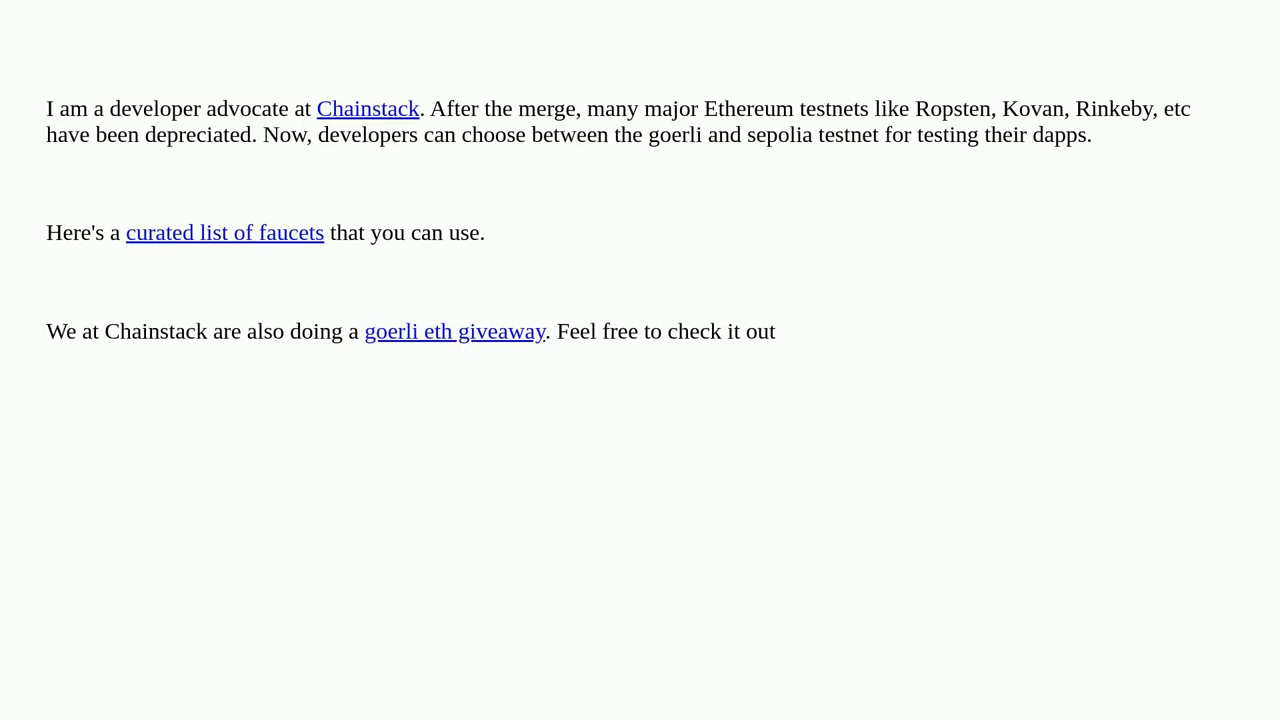 I am a developer advocate at Chainstack. After the merge, many major Ethereum testnets like Ropsten, Kovan, Rinkeby, etc
have been depreciated. Now, developers can choose between the goerli and sepolia testnet for testing their dapps.
Here's a curated list of faucets that you can use.
We at Chainstack are also doing a goerli eth giveaway. Feel free to check it out